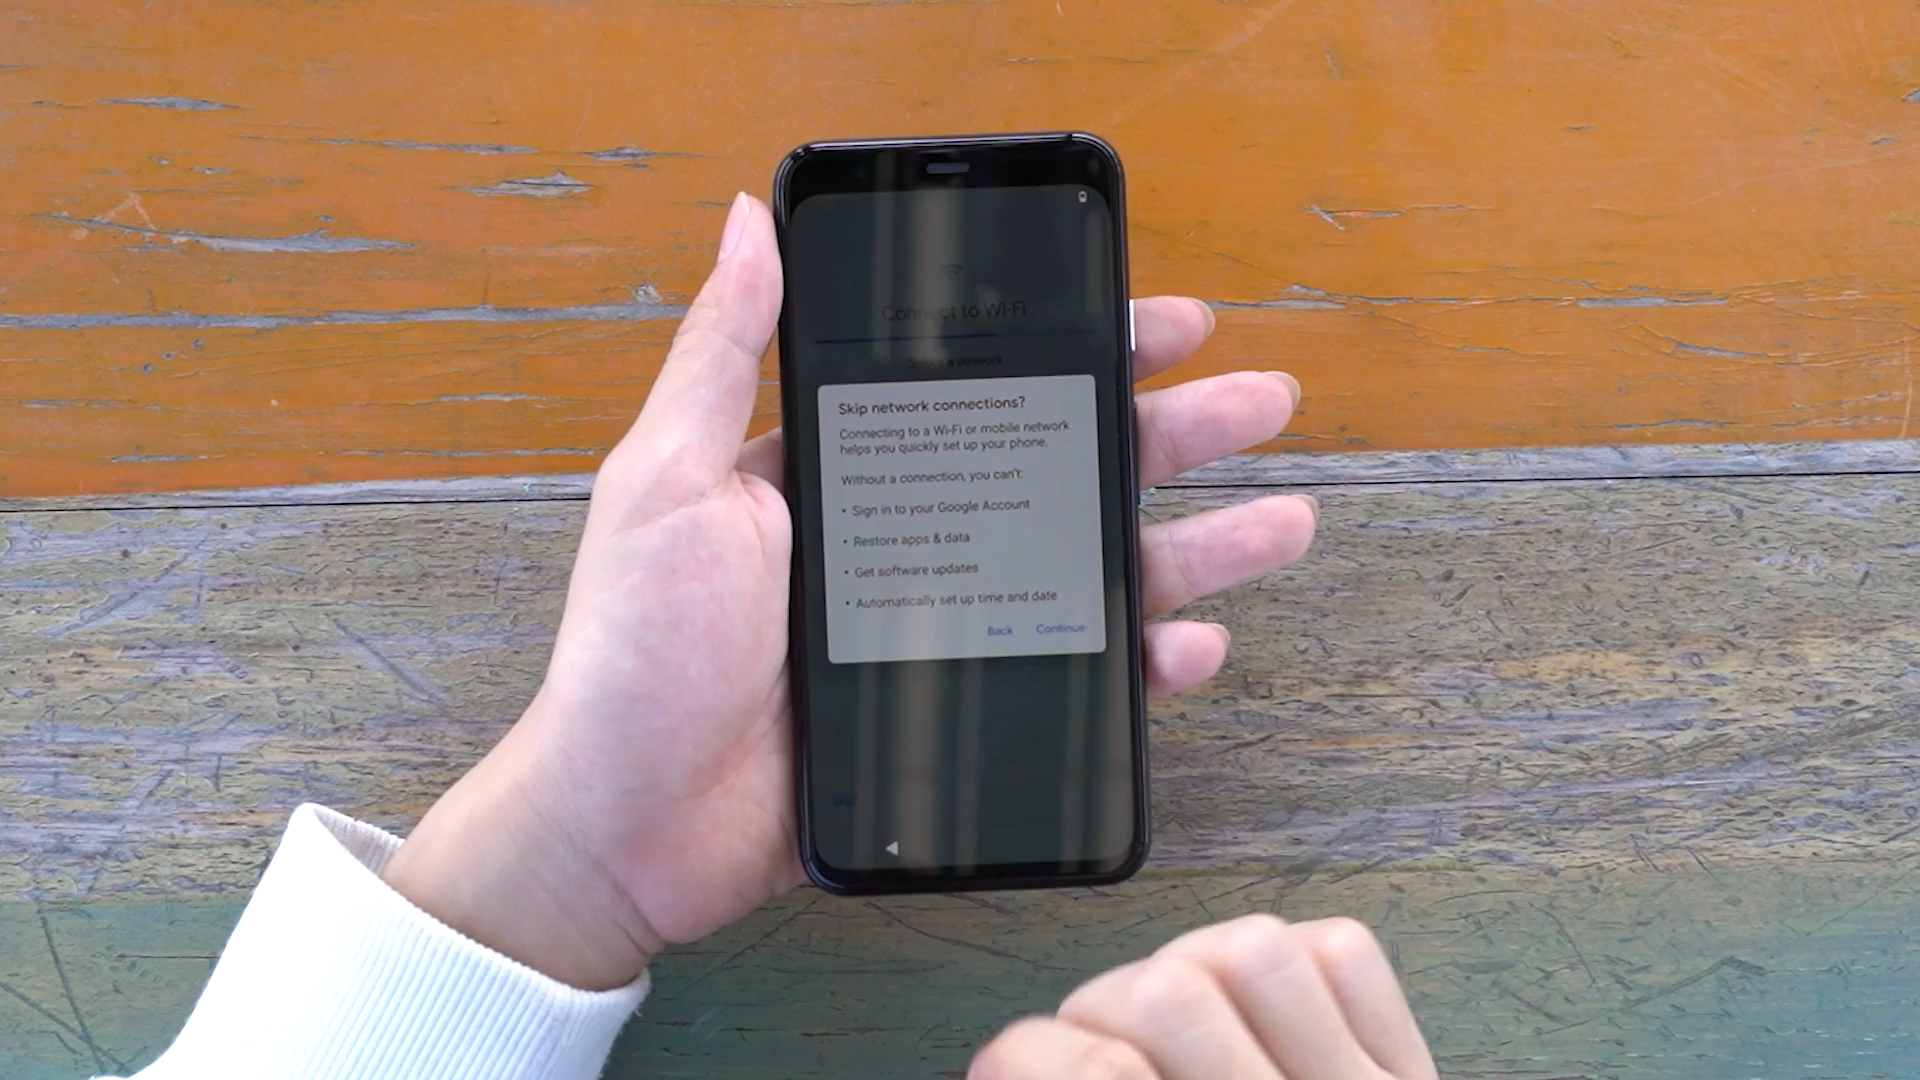 Connect to Wi-Fi
Select a network
Skip network connections?
Connecting to a Wi-Fi or mobile network
helps you quickly set up your phone.
Without a connection, you can't:
• Sign in to your Google Account
• Restore apps & data
• Get software updates
• Automatically set up time and date
Back Continue